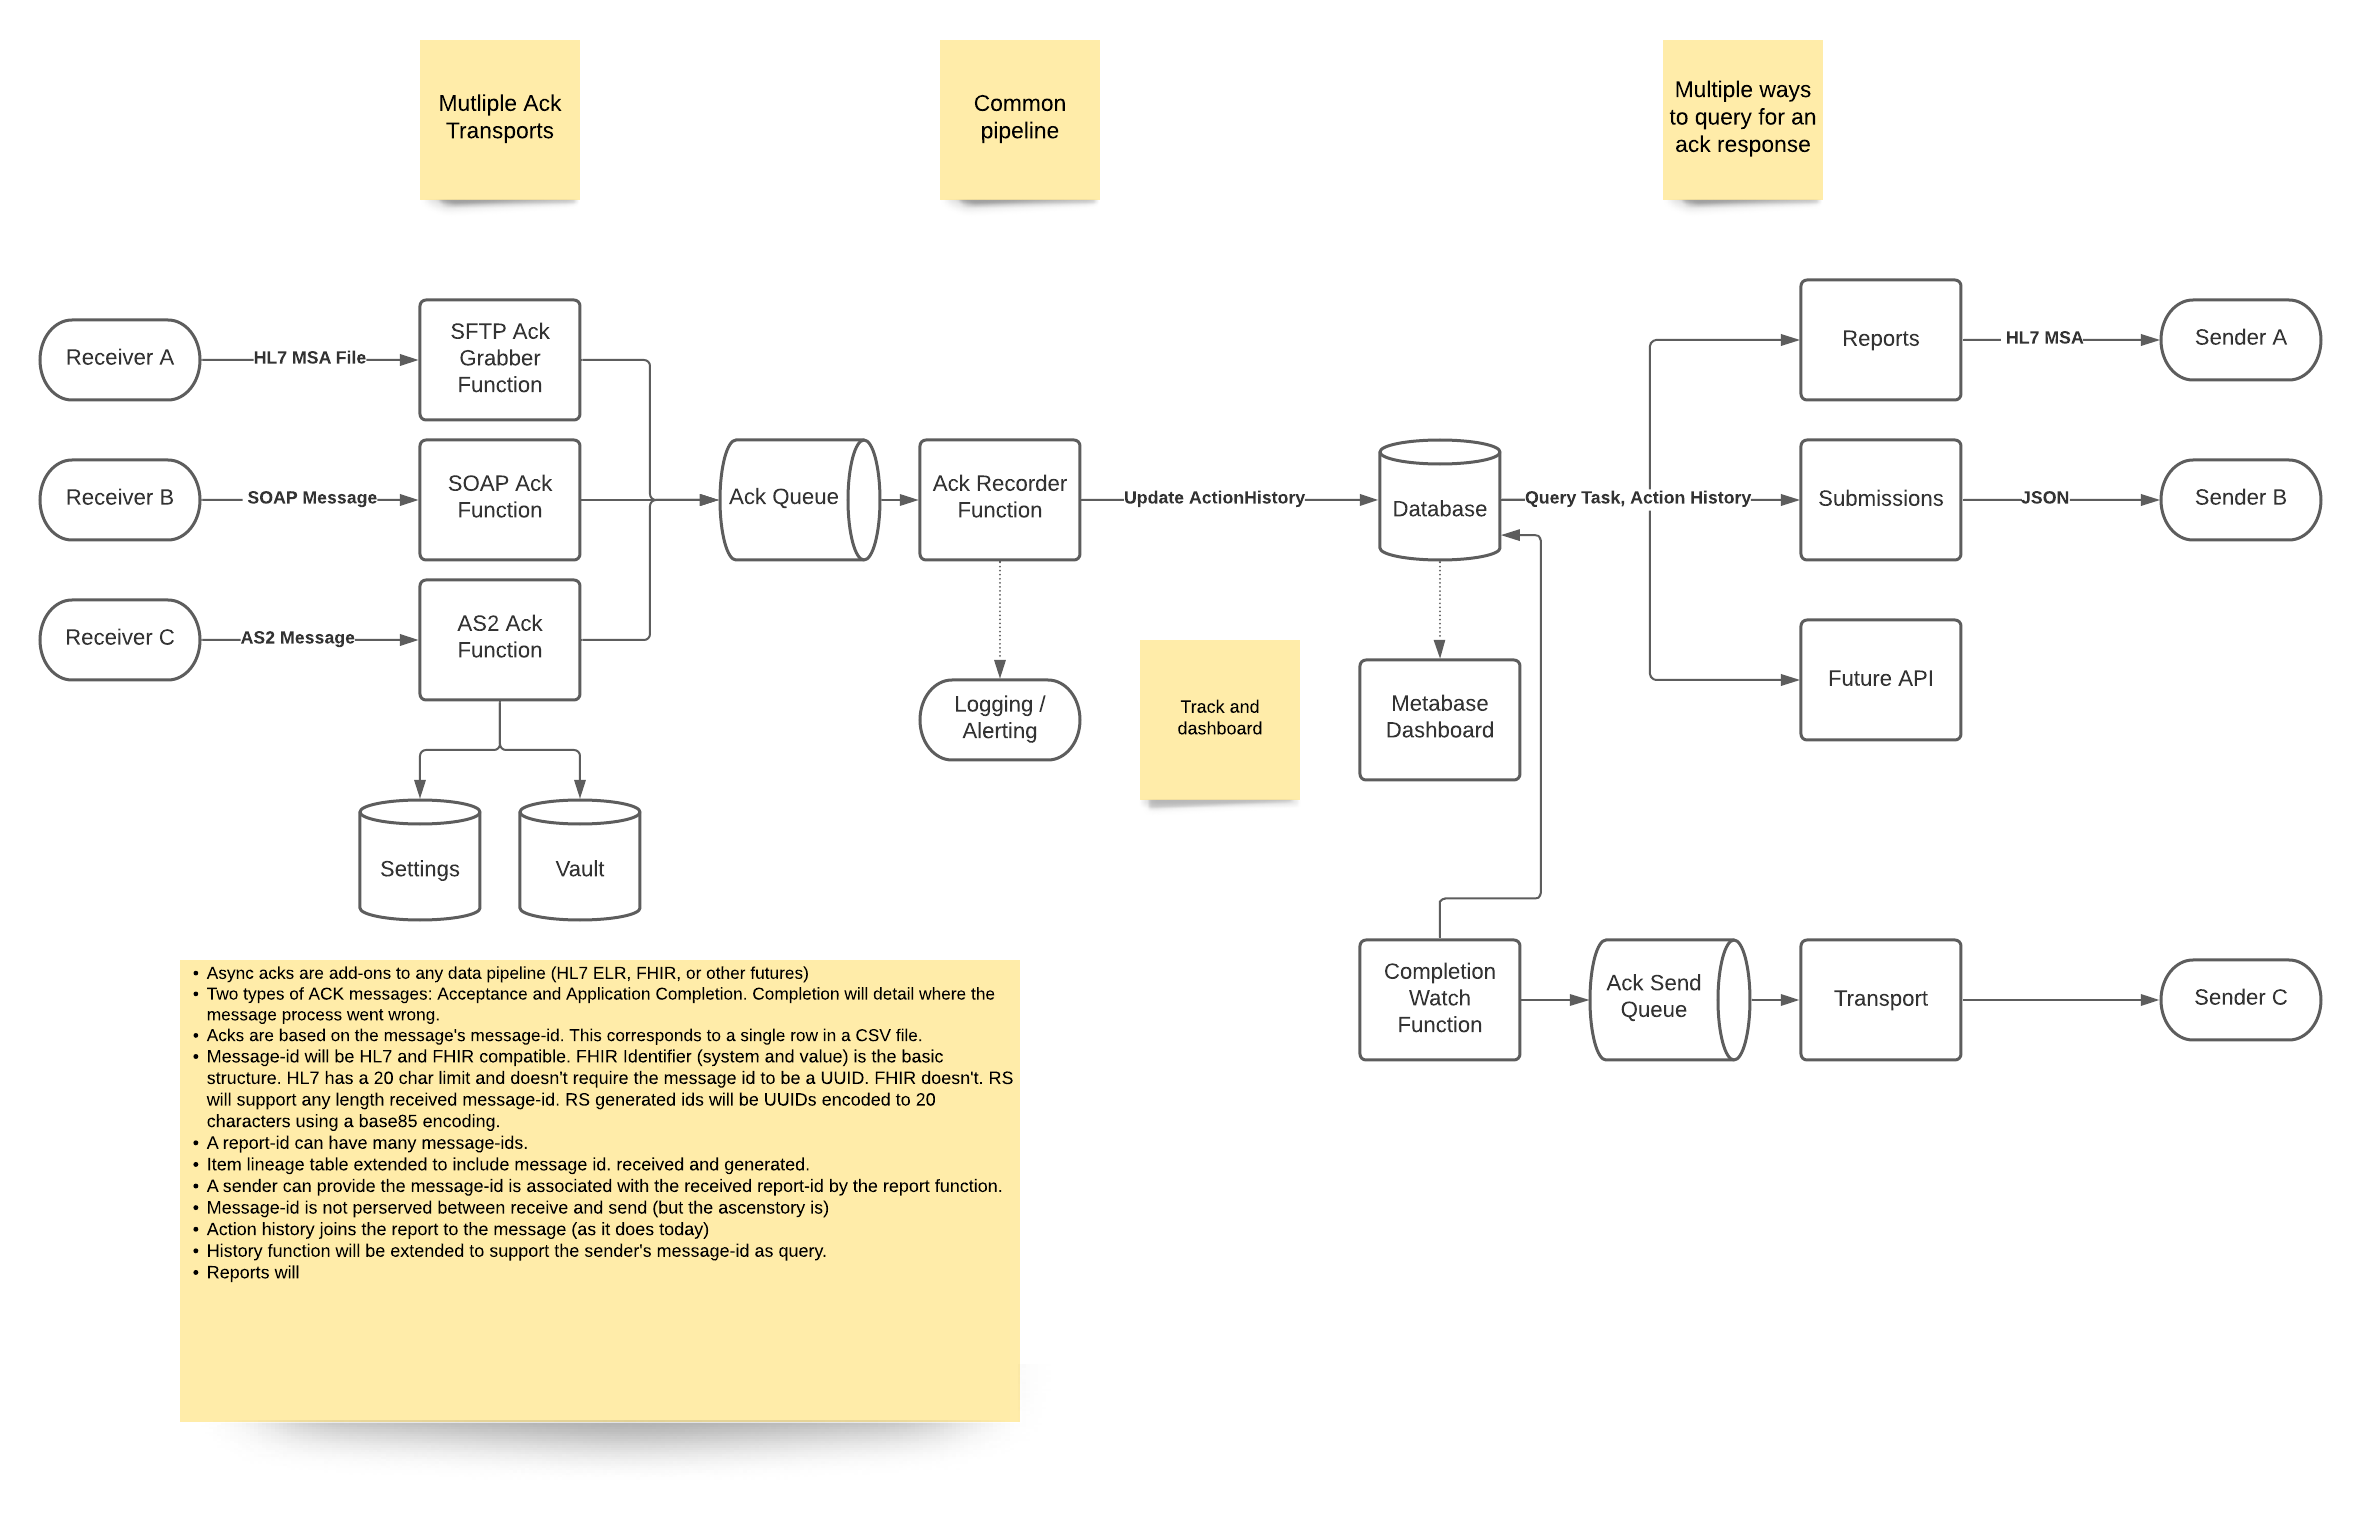 Mutliple Ack
Transports
Common
pipeline
Multiple ways
to query for an
ack response
Receiver A
HL7 MSA File
SFTP Ack
Grabber
Function
Reports
HL7 MSA
Sender A
Receiver B
SOAP Message
SOAP Ack
Function
Ack Queue
Ack Recorder
Function
Update ActionHistory
Database
Query Task, Action History
Submissions
JSON
Sender B
Receiver C
AS2 Message
AS2 Ack
Function
Logging /
Alerting
Track and
dashboard
Metabase
Dashboard
Future API
Settings
Vault
Completion
Watch
Function
Ack Send
Queue
Transport
Sender C
• Async acks are add-ons to any data pipeline (HL7 ELR, FHIR, or other futures)
• Two types of ACK messages: Acceptance and Application Completion. Completion will detail where the
message process went wrong.
• Acks are based on the message's message-id. This corresponds to a single row in a CSV file.
• Message-id will be HL7 and FHIR compatible. FHIR Identifier (system and value) is the basic
structure. HL7 has a 20 char limit and doesn't require the message id to be a UUID. FHIR doesn't. RS
will support any length received message-id. RS generated ids will be UUIDs encoded to 20
characters using a base85 encoding.
• A report-id can have many message-ids.
• Item lineage table extended to include message id. received and generated.
• A sender can provide the message-id is associated with the received report-id by the report function.
• Message-id is not perserved between receive and send (but the ascenstory is)
• Action history joins the report to the message (as it does today)
• History function will be extended to support the sender's message-id as query.
• Reports will